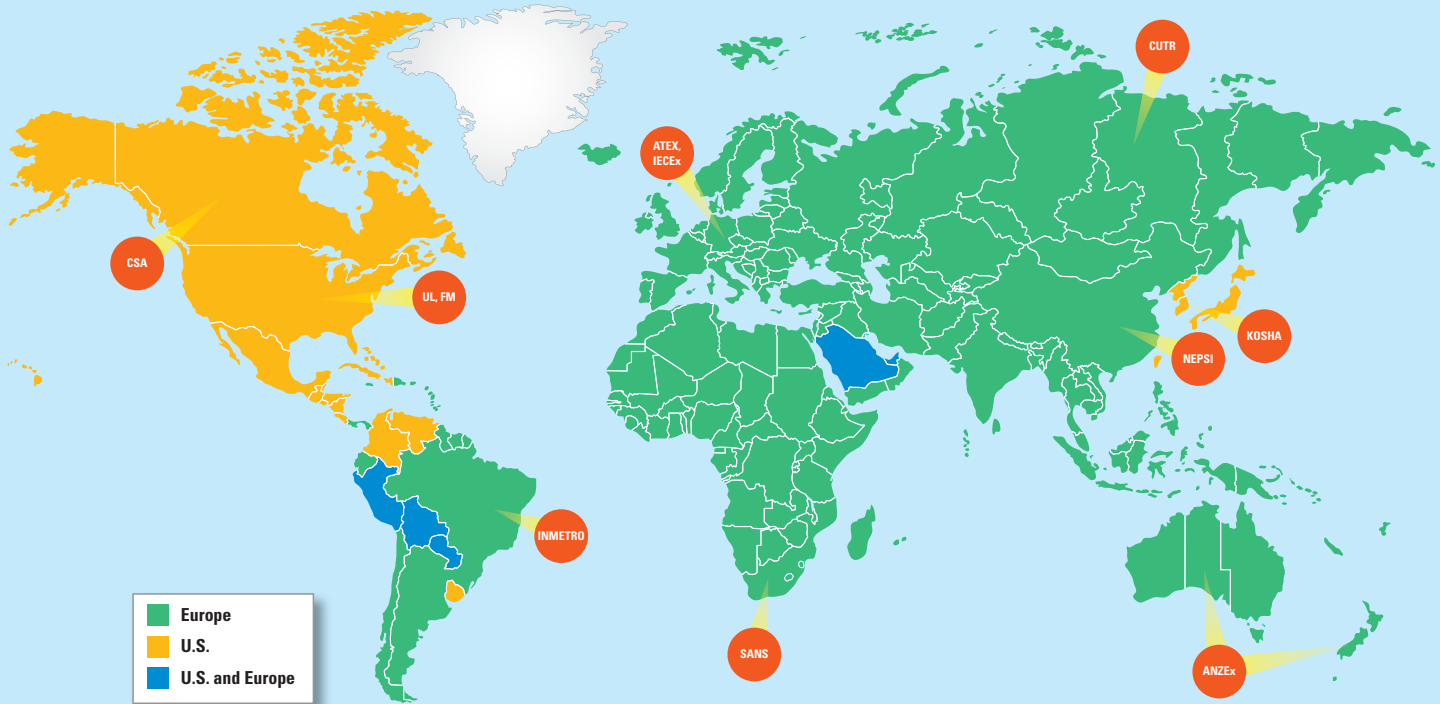 CUTR
ATEX,
IECEx
CSA
UL, FM
KOSHA
NEPSI
INMETRO
SANS
ANZEx
Europe
U.S.
U.S. and Europe